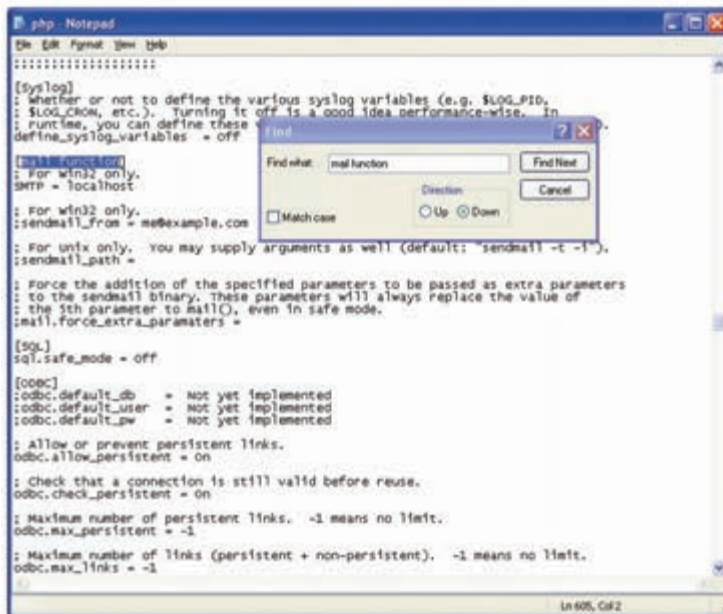 php - Notepad
File Edit Format View Help
;;;;;;;;;;;;;;;;;;;
[Syslog]
; Whether or not to define the various syslog variables (e.g. $LOG_PID,
; $LOG_CRON, etc.). Turning it off is a good idea performance-wise. In
; runtime, you can define these
define_syslog_variables = Off
[mail function]
; For Win32 only.
SMTP = localhost
; For Win32 only.
;sendmail_from = me@example.com
; For Unix only. You may supply arguments as well (default: "sendmail -t -i").
;sendmail_path =
; Force the addition of the specified parameters to be passed as extra parameters
; to the sendmail binary. These parameters will always replace the value of
; the 5th parameter to mail(), even in safe mode.
;mail.force_extra_paramaters =
[SQL]
sql.safe_mode = Off
[ODBC]
;odbc.default_db = Not yet implemented
;odbc.default_user = Not yet implemented
;odbc.default_pw = Not yet implemented
; Allow or prevent persistent links.
odbc.allow_persistent = On
; Check that a connection is still valid before reuse.
odbc.check_persistent = On
; Maximum number of persistent links. -1 means no limit.
odbc.max_persistent = -1
; Maximum number of links (persistent + non-persistent). -1 means no limit.
odbc.max_links = -1
Ln 605, Col 2
Find
Find what: mail function
Find Next
Cancel
Direction
Match case
Up Down